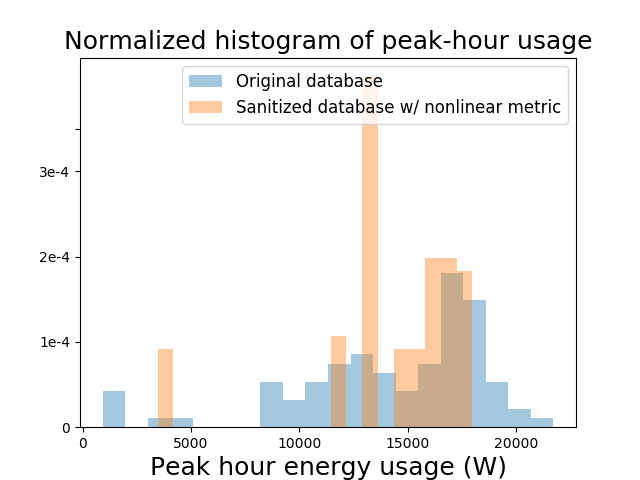 Normalized histogram of peak-hour usage
Original database
Sanitized database w/ nonlinear metric
3e-4
2e-4
1e-4
0
0 5000 10000 15000 20000
Peak hour energy usage (W)